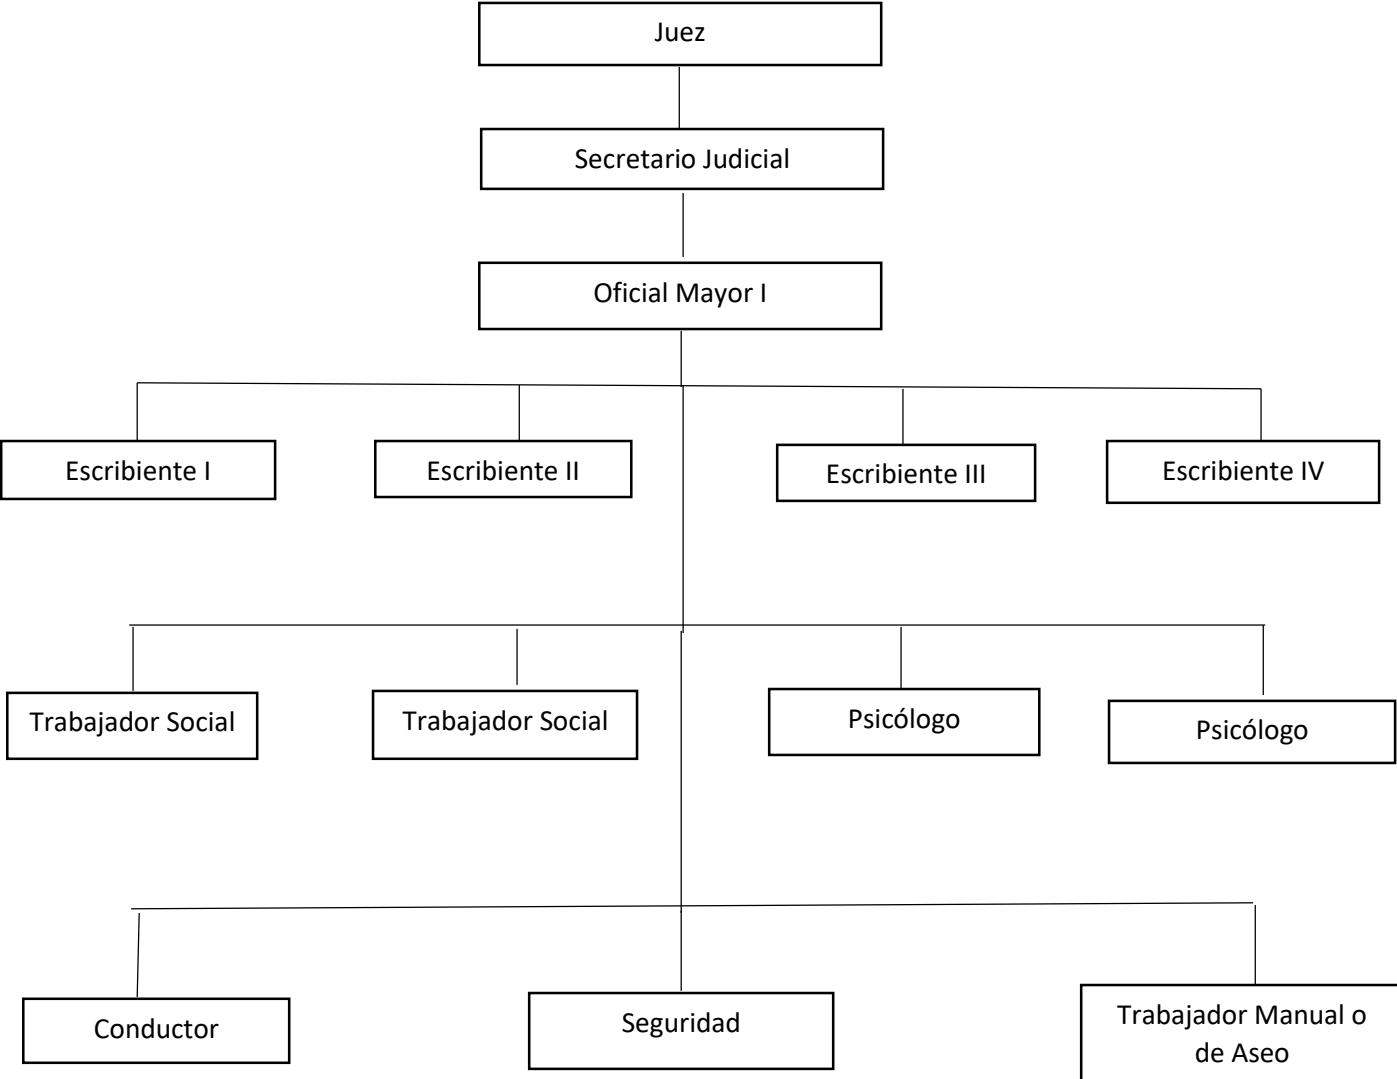 Juez
Secretario Judicial
Oficial Mayor I
Escribiente I
Escribiente II
Escribiente III
Escribiente IV
Trabajador Social
Trabajador Social
Psicólogo
Psicólogo
Conductor
Seguridad
Trabajador Manual o
de Aseo